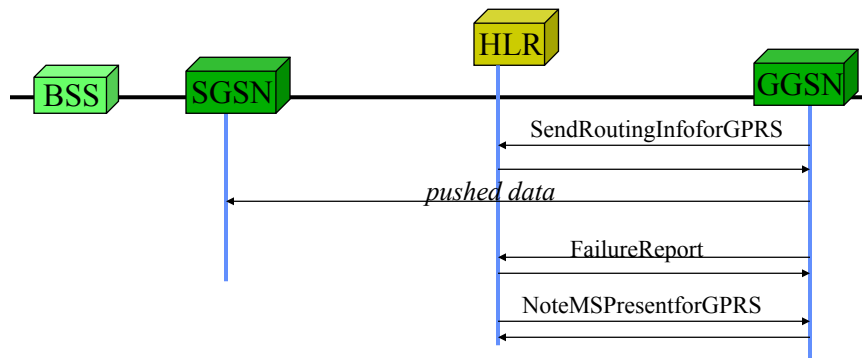 HLR
BSS
SGSN
GGSN
SendRoutingInfoforGPRS
pushed data
FailureReport
NoteMSPresentforGPRS